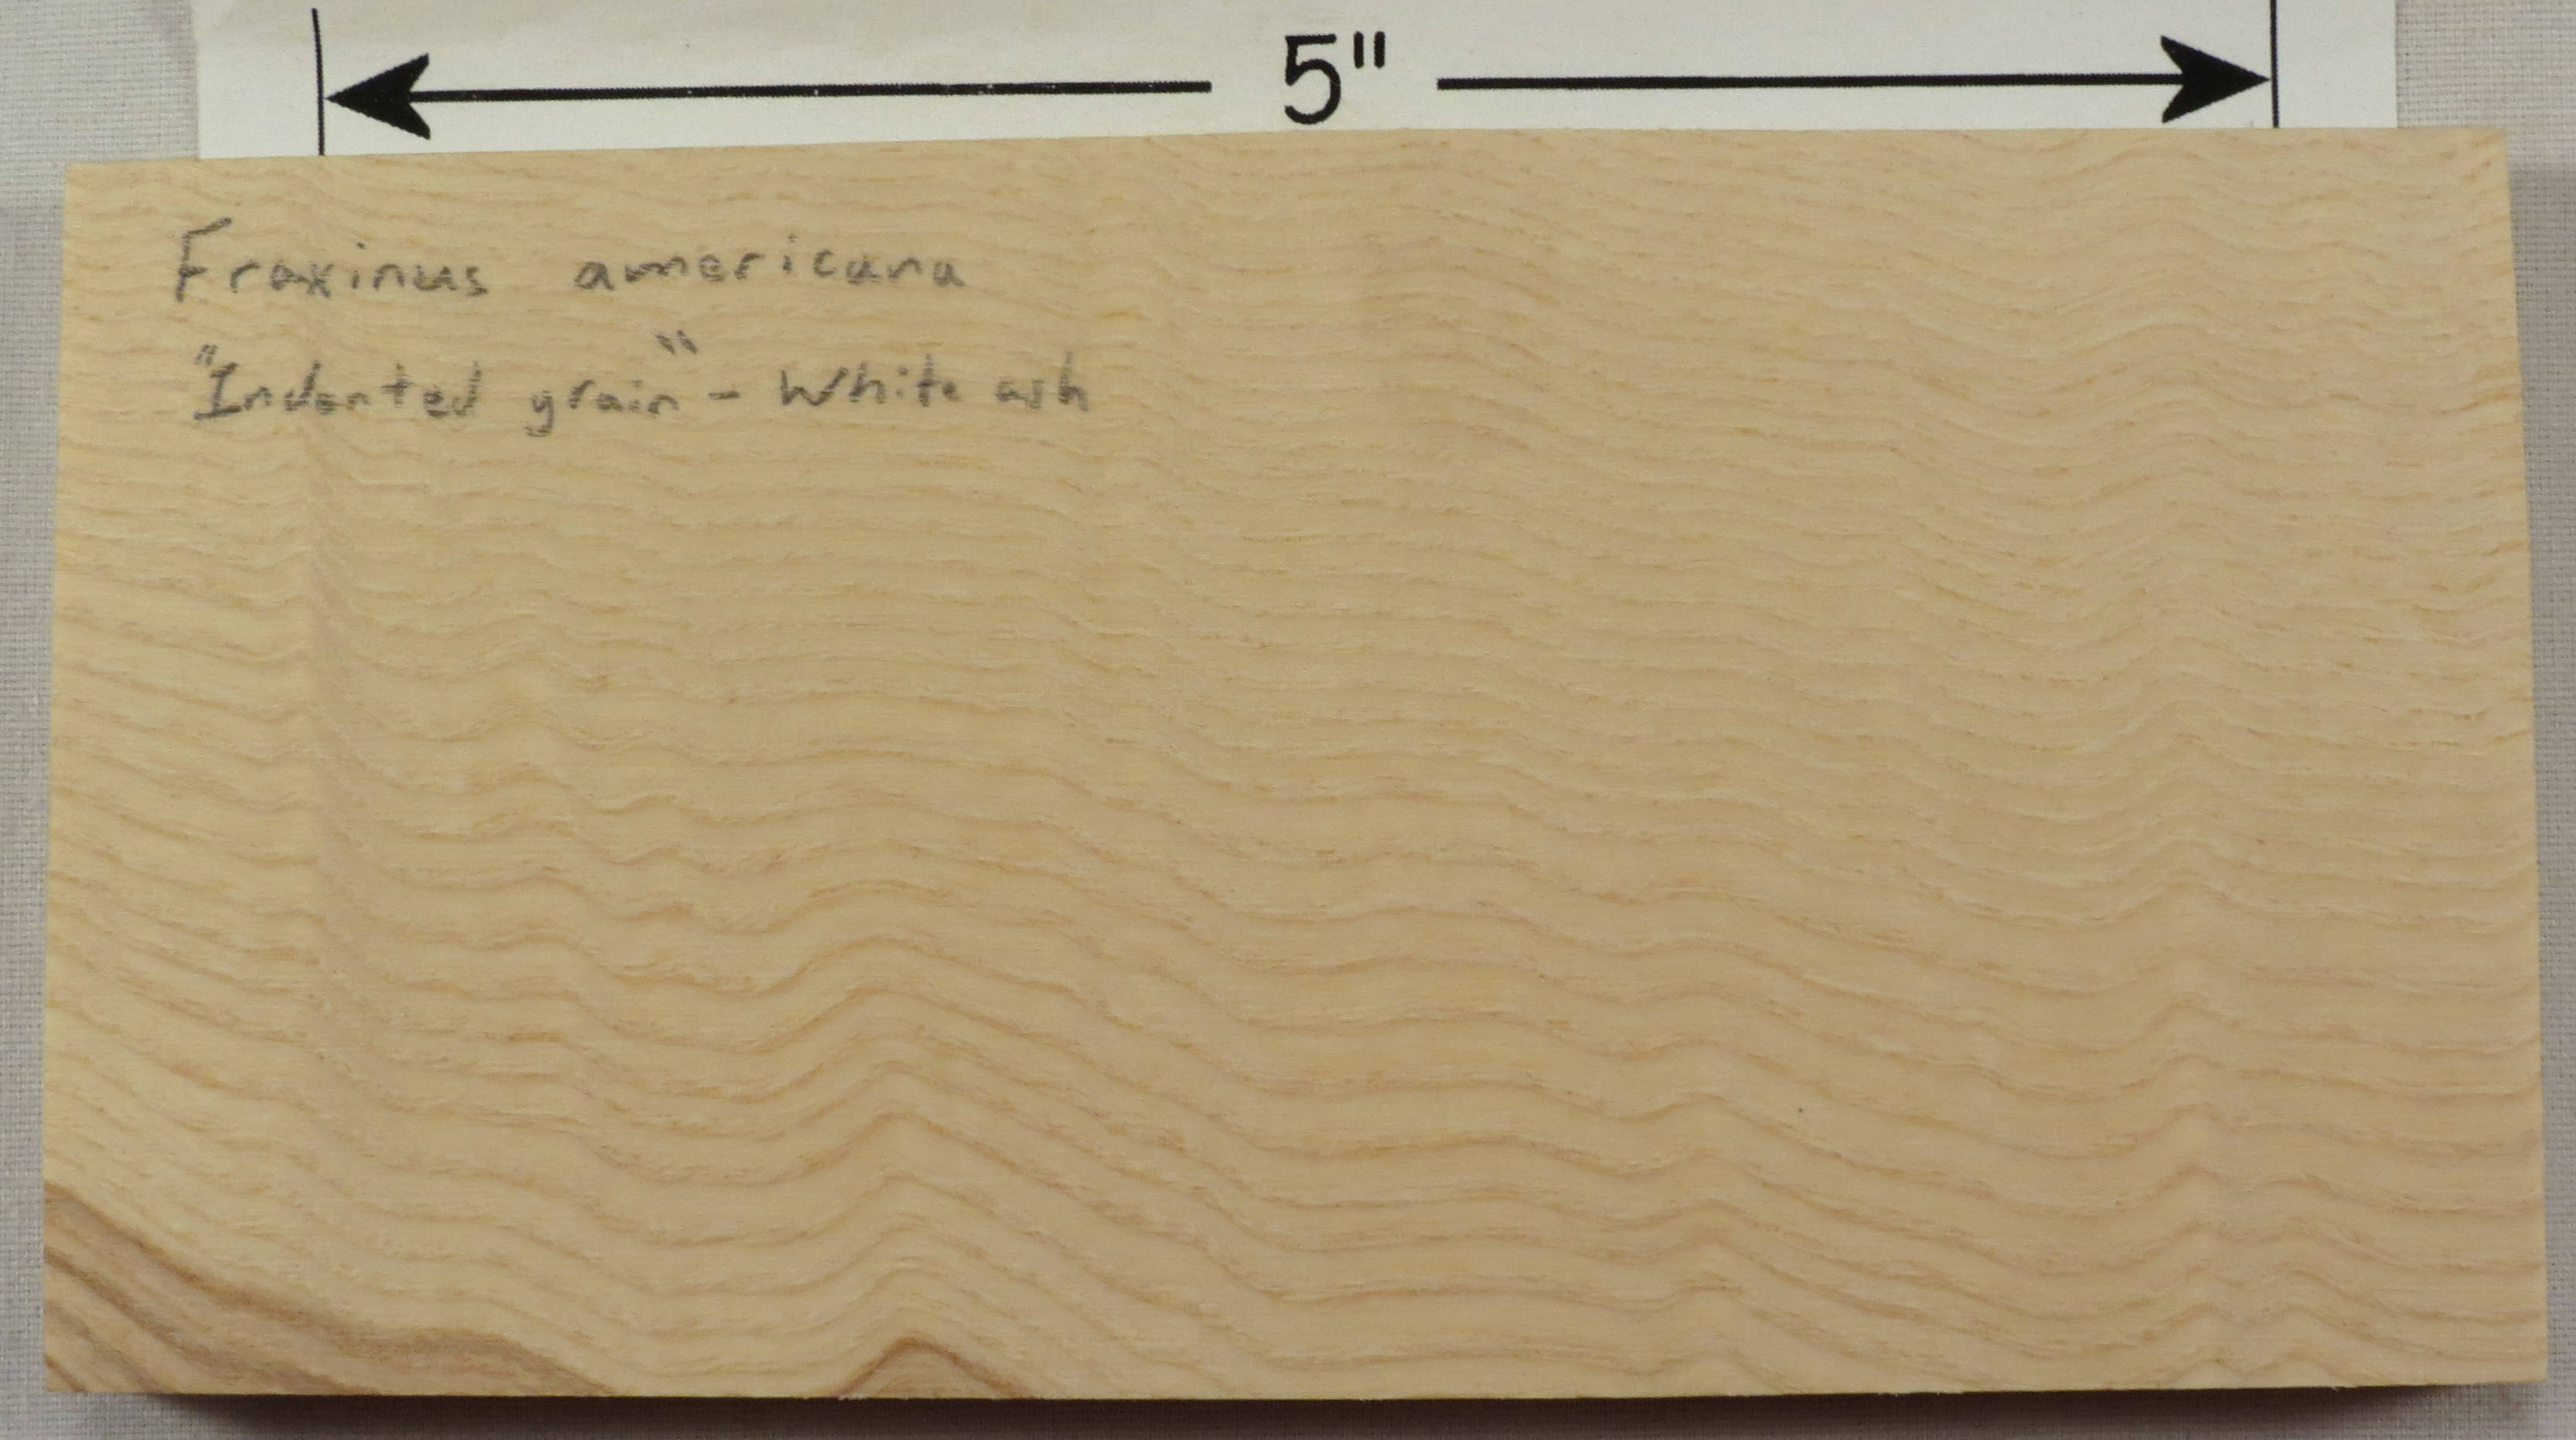 5"
Fraxinus americana
"Indented grain" - White ash